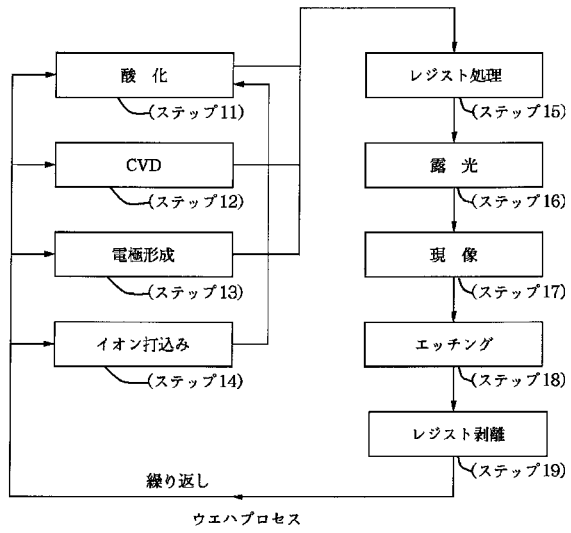 酸 化
(ステップ11)
CVD
(ステップ12)
電極形成
(ステップ13)
イオン打込み
(ステップ14)
レジスト処理
(ステップ15)
露 光
(ステップ16)
現 像
(ステップ17)
エッチング
(ステップ18)
レジスト剥離
(ステップ19)
繰り返し
ウエハプロセス